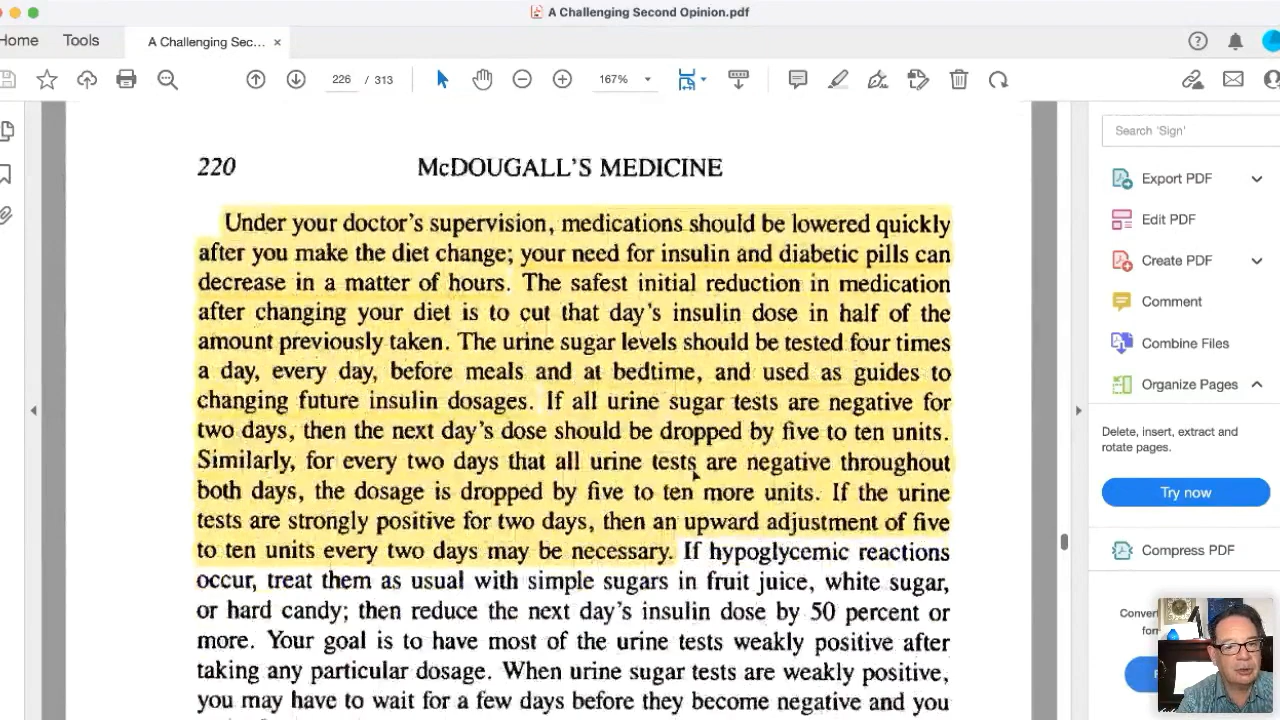 A Challenging Second Opinion.pdf
Home Tools A Challenging Sec... ×
226 / 313 167%
Search 'Sign'
Export PDF
Edit PDF
Create PDF
Comment
Combine Files
Organize Pages
Delete, insert, extract and
rotate pages.
Try now
Compress PDF
220 McDOUGALL'S MEDICINE
Under your doctor's supervision, medications should be lowered quickly
after you make the diet change; your need for insulin and diabetic pills can
decrease in a matter of hours. The safest initial reduction in medication
after changing your diet is to cut that day's insulin dose in half of the
amount previously taken. The urine sugar levels should be tested four times
a day, every day, before meals and at bedtime, and used as guides to
changing future insulin dosages. If all urine sugar tests are negative for
two days, then the next day's dose should be dropped by five to ten units.
Similarly, for every two days that all urine tests are negative throughout
both days, the dosage is dropped by five to ten more units. If the urine
tests are strongly positive for two days, then an upward adjustment of five
to ten units every two days may be necessary. If hypoglycemic reactions
occur, treat them as usual with simple sugars in fruit juice, white sugar,
or hard candy; then reduce the next day's insulin dose by 50 percent or
more. Your goal is to have most of the urine tests weakly positive after
taking any particular dosage. When urine sugar tests are weakly positive,
you may have to wait for a few days before they become negative and you